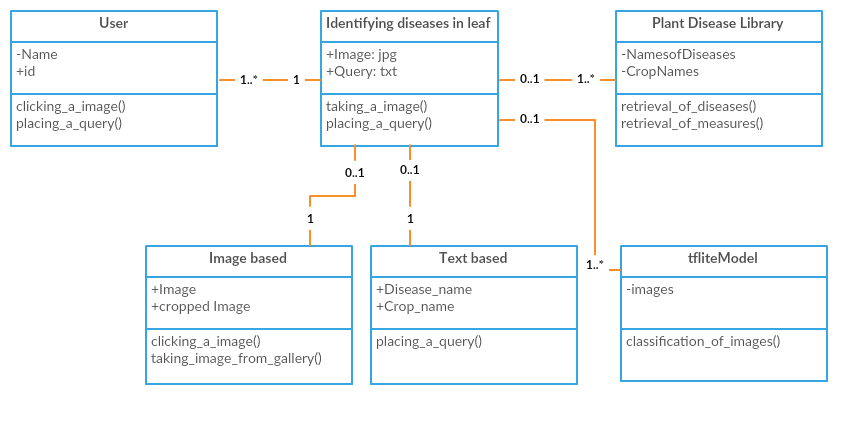 User
-Name
+id
clicking_a_image()
placing_a_query()
1..*
1
Identifying diseases in leaf
+Image: jpg
+Query: txt
taking_a_image()
placing_a_query()
0..1
1..*
Plant Disease Library
-NamesofDiseases
-CropNames
retrieval_of_diseases()
retrieval_of_measures()
0..1
1..*
0..1
1
0..1
1
Image based
+Image
+cropped Image
clicking_a_image()
taking_image_from_gallery()
Text based
+Disease_name
+Crop_name
placing_a_query()
tfliteModel
-images
classification_of_images()